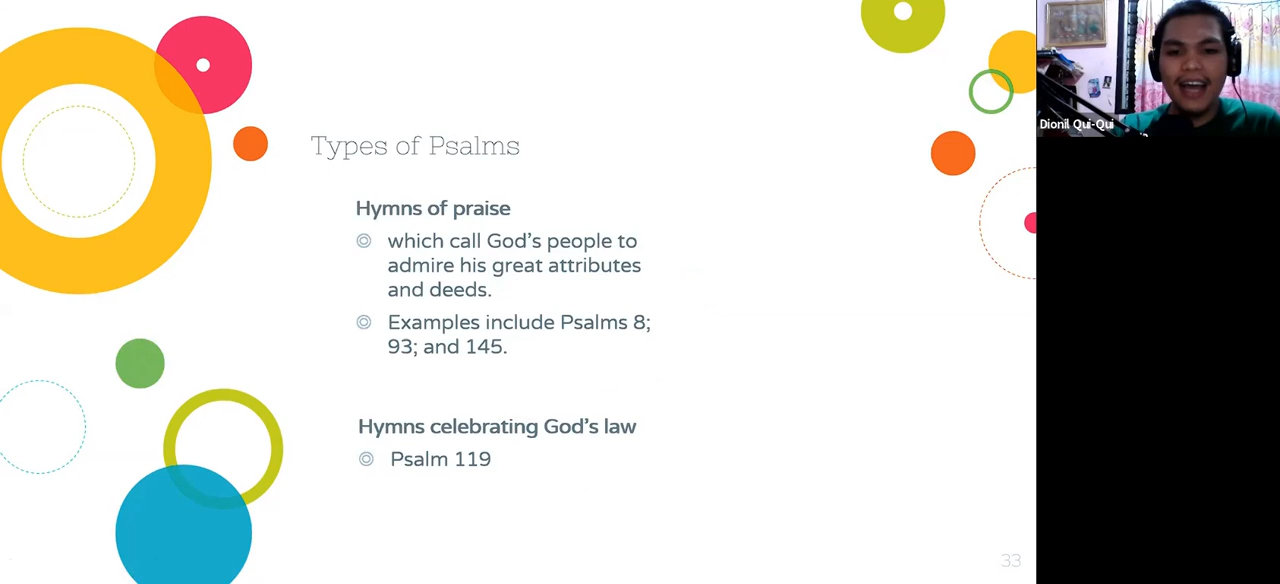 Types of Psalms
Hymns of praise
which call God's people to
admire his great attributes
and deeds.
Examples include Psalms 8;
93; and 145.
Hymns celebrating God's law
Psalm 119
33
Dionil Qui-Qui